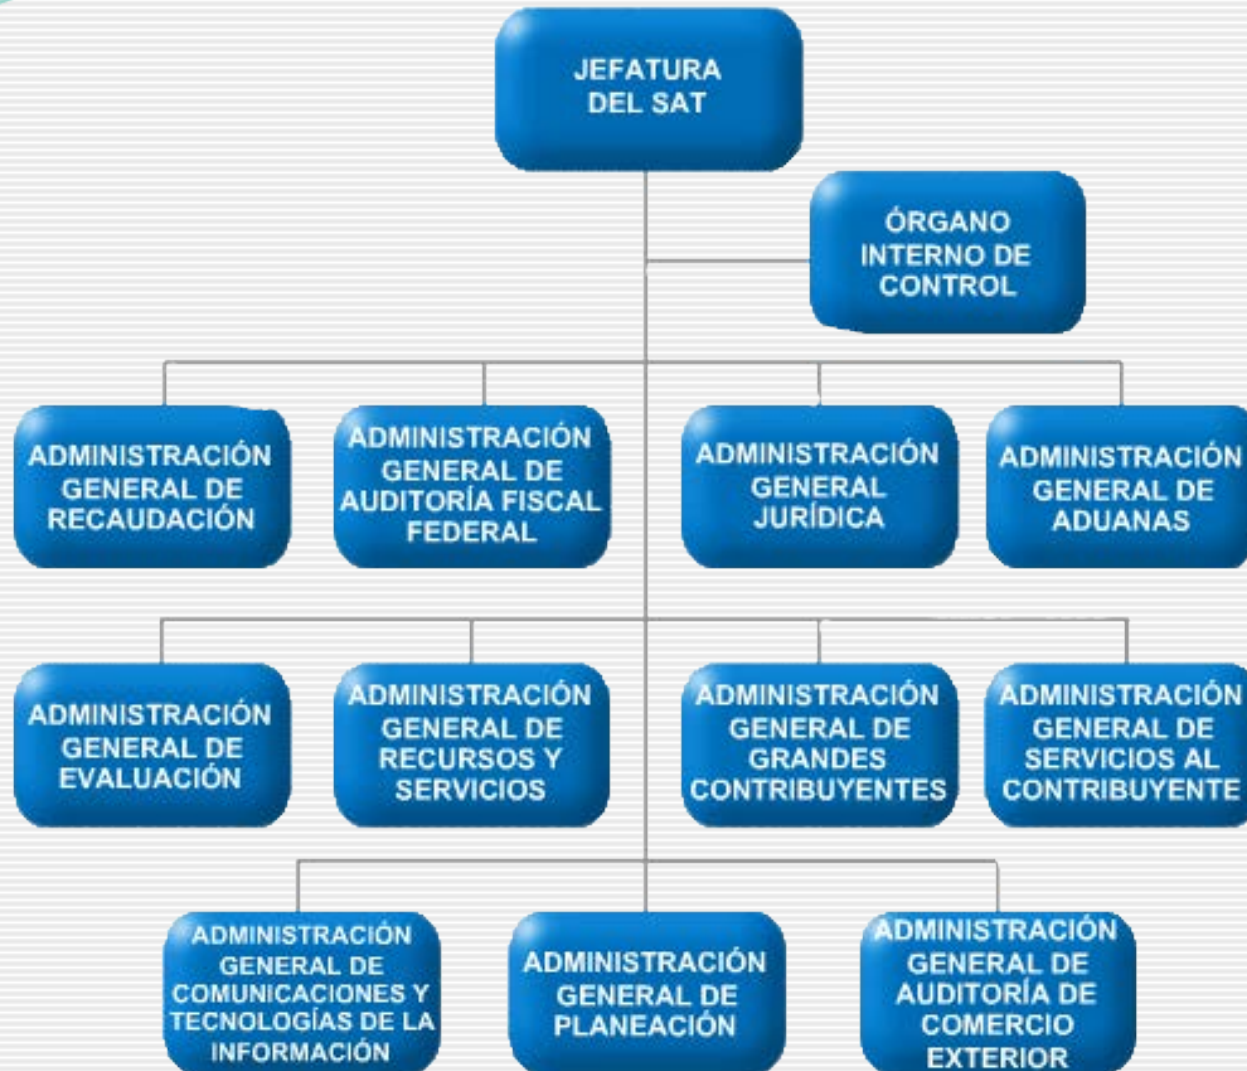 JEFATURA
DEL SAT
ÓRGANO
INTERNO DE
CONTROL
ADMINISTRACIÓN
GENERAL DE
RECAUDACIÓN
ADMINISTRACIÓN
GENERAL DE
AUDITORÍA FISCAL
FEDERAL
ADMINISTRACIÓN
GENERAL
JURÍDICA
ADMINISTRACIÓN
GENERAL DE
ADUANAS
ADMINISTRACIÓN
GENERAL DE
EVALUACIÓN
ADMINISTRACIÓN
GENERAL DE
RECURSOS Y
SERVICIOS
ADMINISTRACIÓN
GENERAL DE
GRANDES
CONTRIBUYENTES
ADMINISTRACIÓN
GENERAL DE
SERVICIOS AL
CONTRIBUYENTE
ADMINISTRACIÓN
GENERAL DE
COMUNICACIONES Y
TECNOLOGÍAS DE LA
INFORMACIÓN
ADMINISTRACIÓN
GENERAL DE
PLANEACIÓN
ADMINISTRACIÓN
GENERAL DE
AUDITORÍA DE
COMERCIO
EXTERIOR